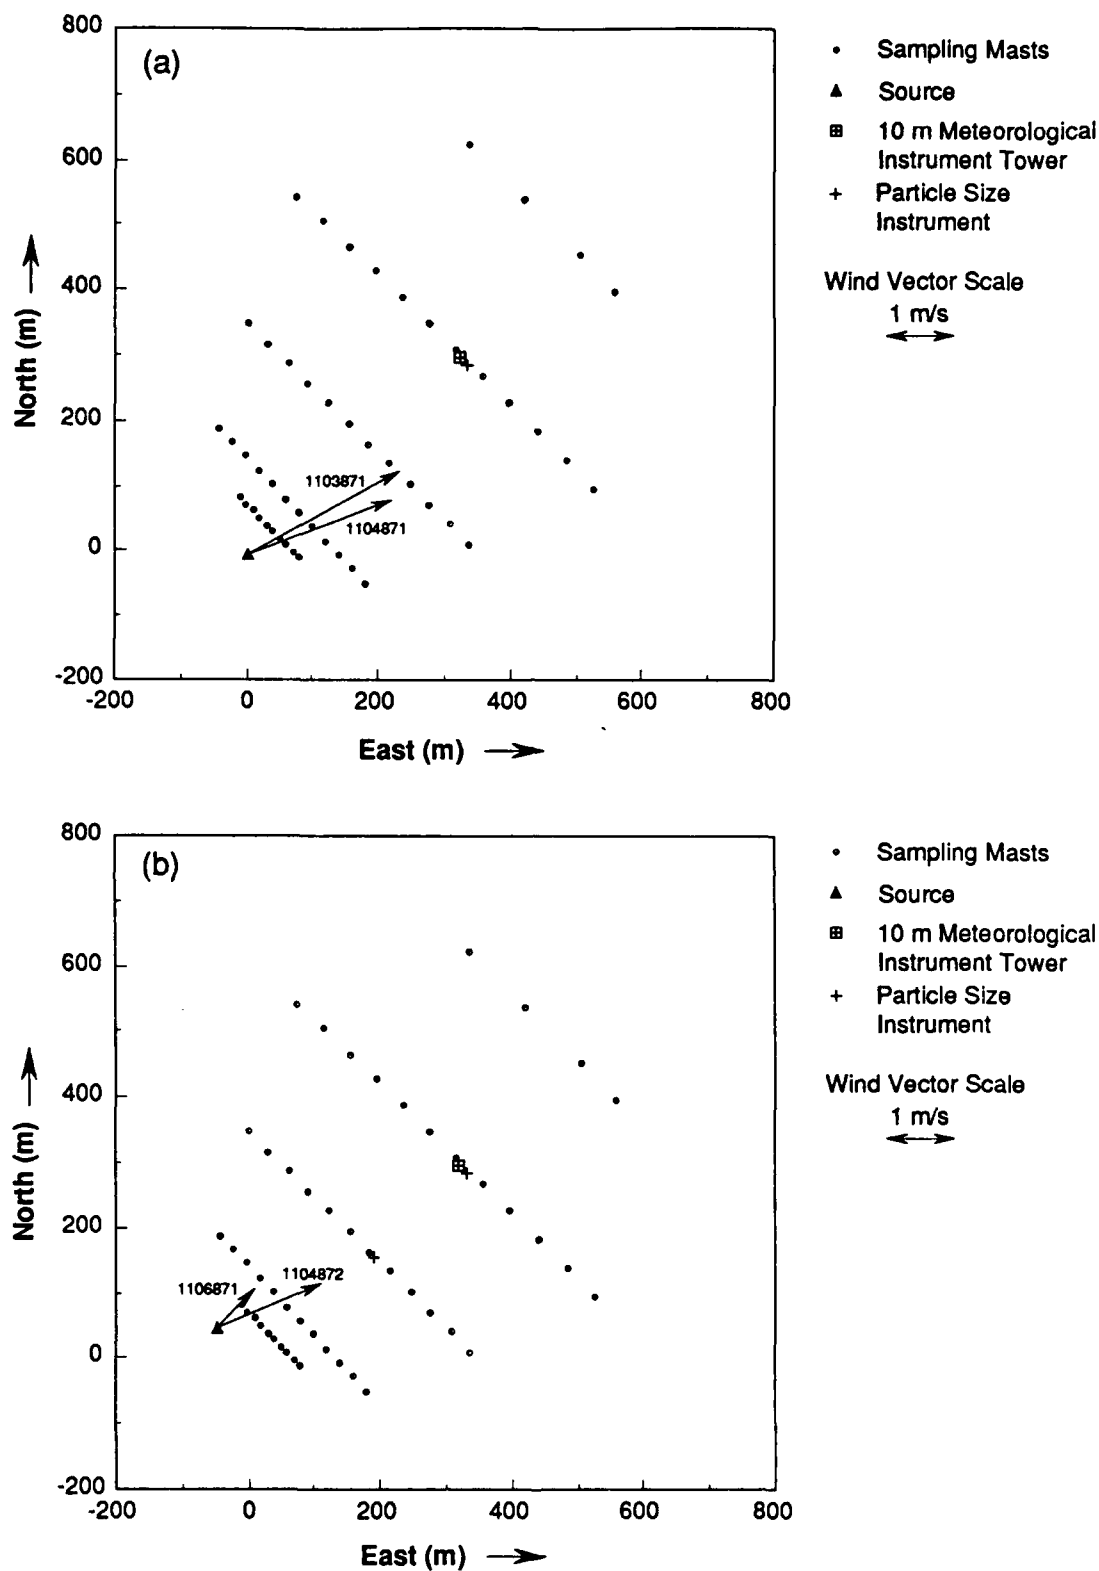 800
(a)
600
400
200
0
-200
North (m)
1103871
1104871
-200
0
200
400
600
800
East (m)
Sampling Masts
Source
10 m Meteorological
Instrument Tower
Particle Size
Instrument
Wind Vector Scale
1 m/s
800
(b)
600
400
200
0
-200
North (m)
1106871
1104872
-200
0
200
400
600
800
East (m)
Sampling Masts
Source
10 m Meteorological
Instrument Tower
Particle Size
Instrument
Wind Vector Scale
1 m/s